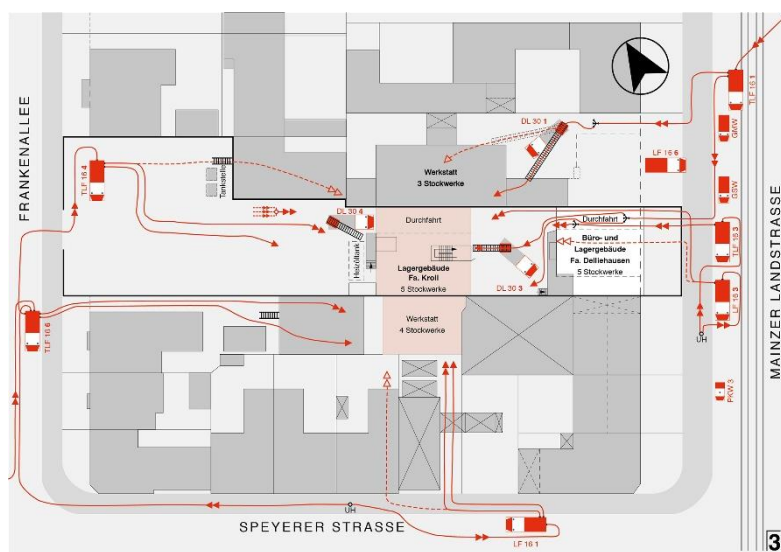 FRANKENALLEE
TLF 16 4
Tankstelle
DL 30 1
Werkstatt
3 Stockwerke
LF 16 6
TLF 16 1
GMW
GSW
MAINZER LANDSTRASSE
DL 30 4
Durchfahrt
Heizöltank
Lagergebäude
Fa. Kroll
6 Stockwerke
DL 30 3
Durchfahrt
Büro- und
Lagergebäude
Fa. Delliehausen
5 Stockwerke
TLF 16 3
LF 16 3
UH
PKW 3
TLF 16 6
Werkstatt
4 Stockwerke
UH
SPEYERER STRASSE
LF 16 1
3